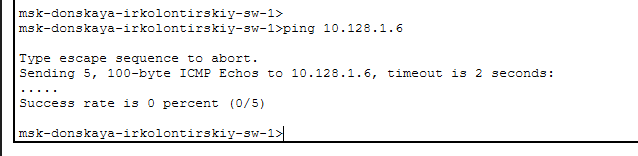 msk-donskaya-irkolontirskiy-sw-1>
msk-donskaya-irkolontirskiy-sw-1>ping 10.128.1.6
Type escape sequence to abort.
Sending 5, 100-byte ICMP Echos to 10.128.1.6, timeout is 2 seconds:
.....
Success rate is 0 percent (0/5)
msk-donskaya-irkolontirskiy-sw-1>